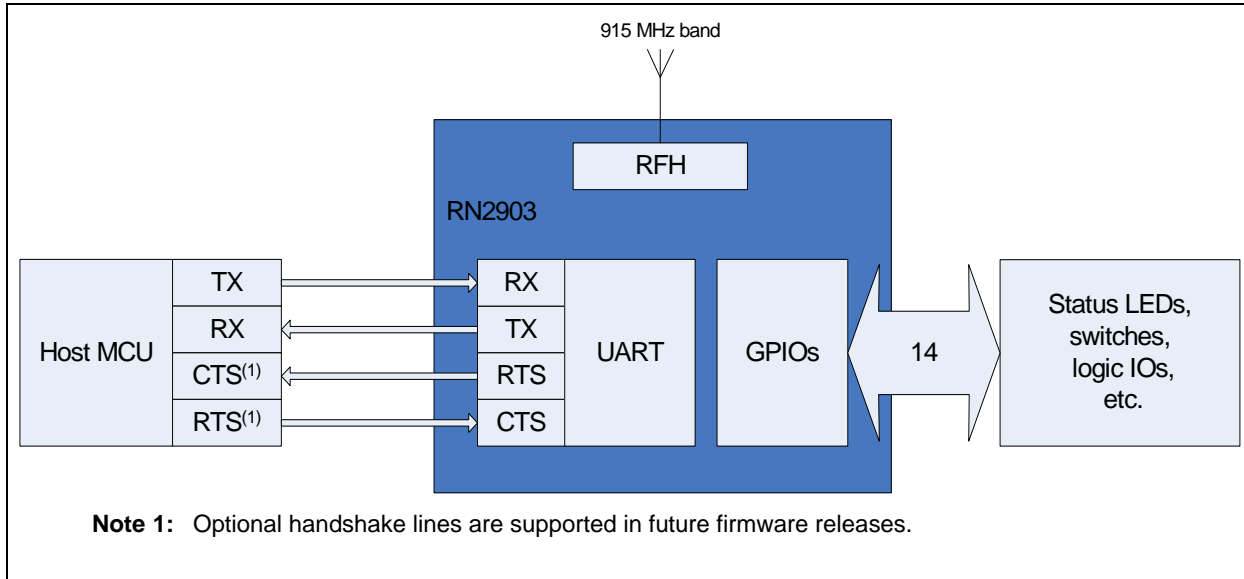 915 MHz band
RFH
RN2903
Host MCU
TX
RX
CTS(1)
RTS(1)
RX
TX
RTS
CTS
UART
GPIOs
14
Status LEDs,
switches,
logic IOs,
etc.
Note 1: Optional handshake lines are supported in future firmware releases.